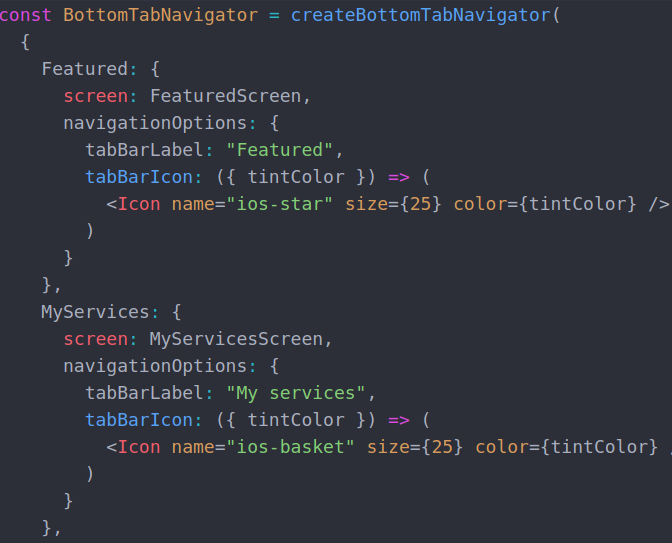 const BottomTabNavigator = createBottomTabNavigator(
{
Featured: {
screen: FeaturedScreen,
navigationOptions: {
tabBarLabel: "Featured",
tabBarIcon: ({ tintColor }) => (
<Icon name="ios-star" size={25} color={tintColor} />
)
}
},
MyServices: {
screen: MyServicesScreen,
navigationOptions: {
tabBarLabel: "My services",
tabBarIcon: ({ tintColor }) => (
<Icon name="ios-basket" size={25} color={tintColor} /
)
}
},